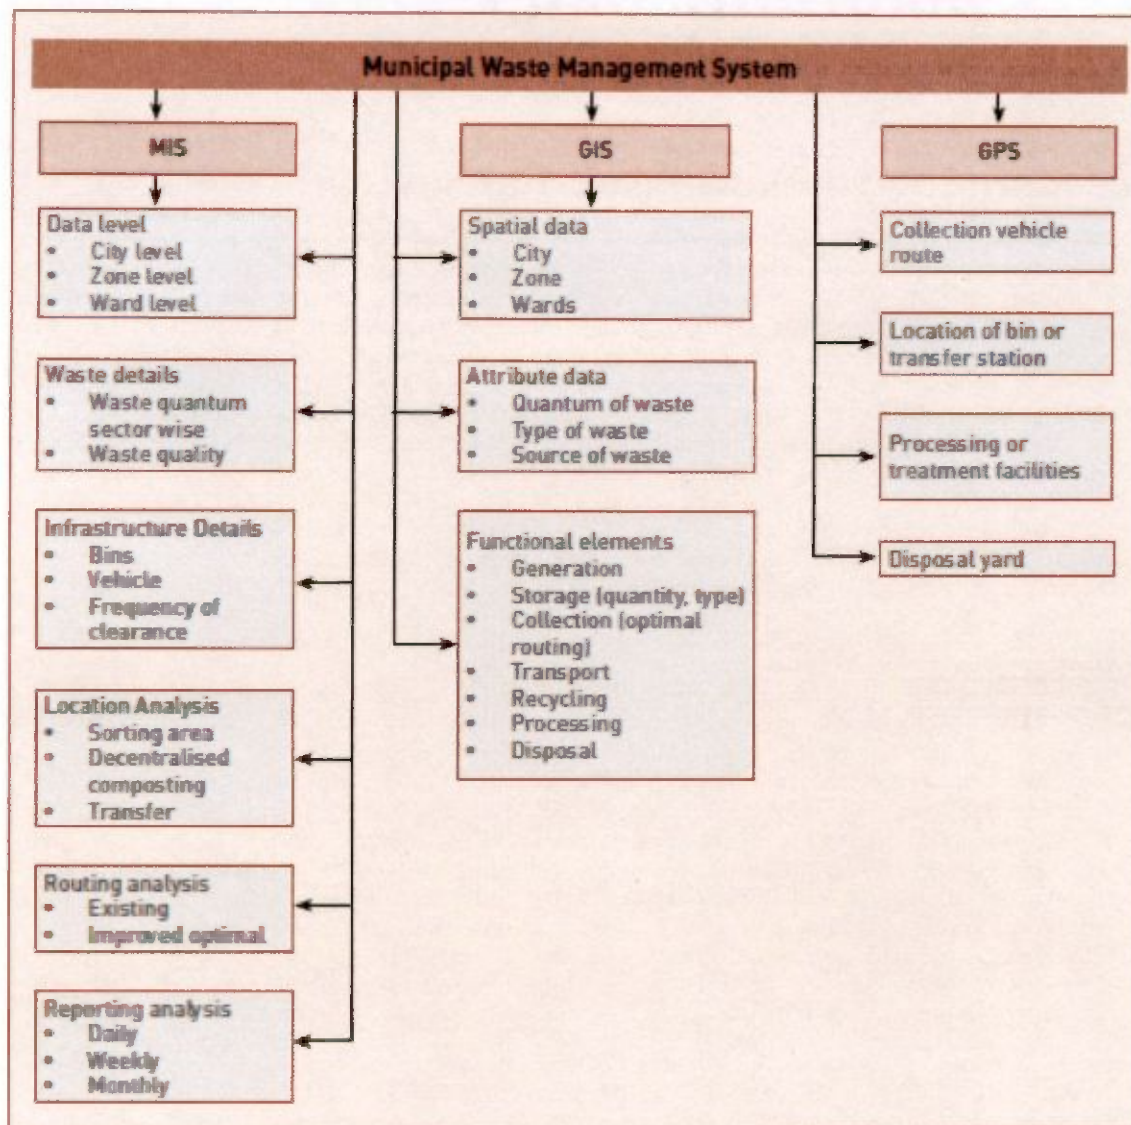 Municipal Waste Management System
MIS
Data level
• City level
• Zone level
• Ward level
Waste details
• Waste quantum
sector wise
• Waste quality
Infrastructure Details
• Bins
• Vehicle
• Frequency of
clearance
Location Analysis
• Sorting area
• Decentralised
composting
• Transfer
Routing analysis
• Existing
• Improved optimal
Reporting analysis
• Daily
• Weekly
• Monthly
GIS
Spatial data
• City
• Zone
• Wards
Attribute data
• Quantum of waste
• Type of waste
• Source of waste
Functional elements
• Generation
• Storage (quantity, type)
• Collection (optimal
routing)
• Transport
• Recycling
• Processing
• Disposal
GPS
Collection vehicle
route
Location of bin or
transfer station
Processing or
treatment facilities
Disposal yard